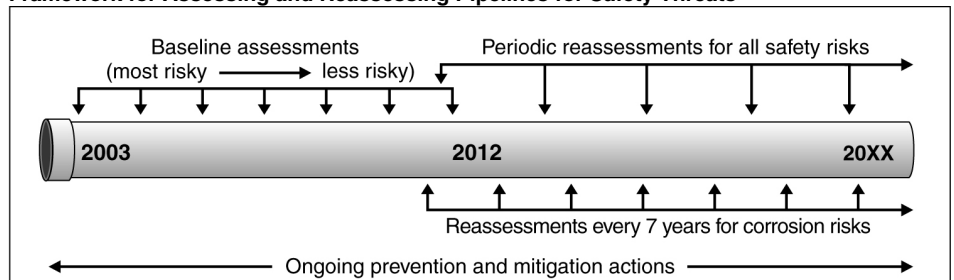 Framework for Assessing and Reassessing Pipelines for Safety Threats
Baseline assessments
(most risky less risky)
Periodic reassessments for all safety risks
2003
2012
20XX
Reassessments every 7 years for corrosion risks
Ongoing prevention and mitigation actions